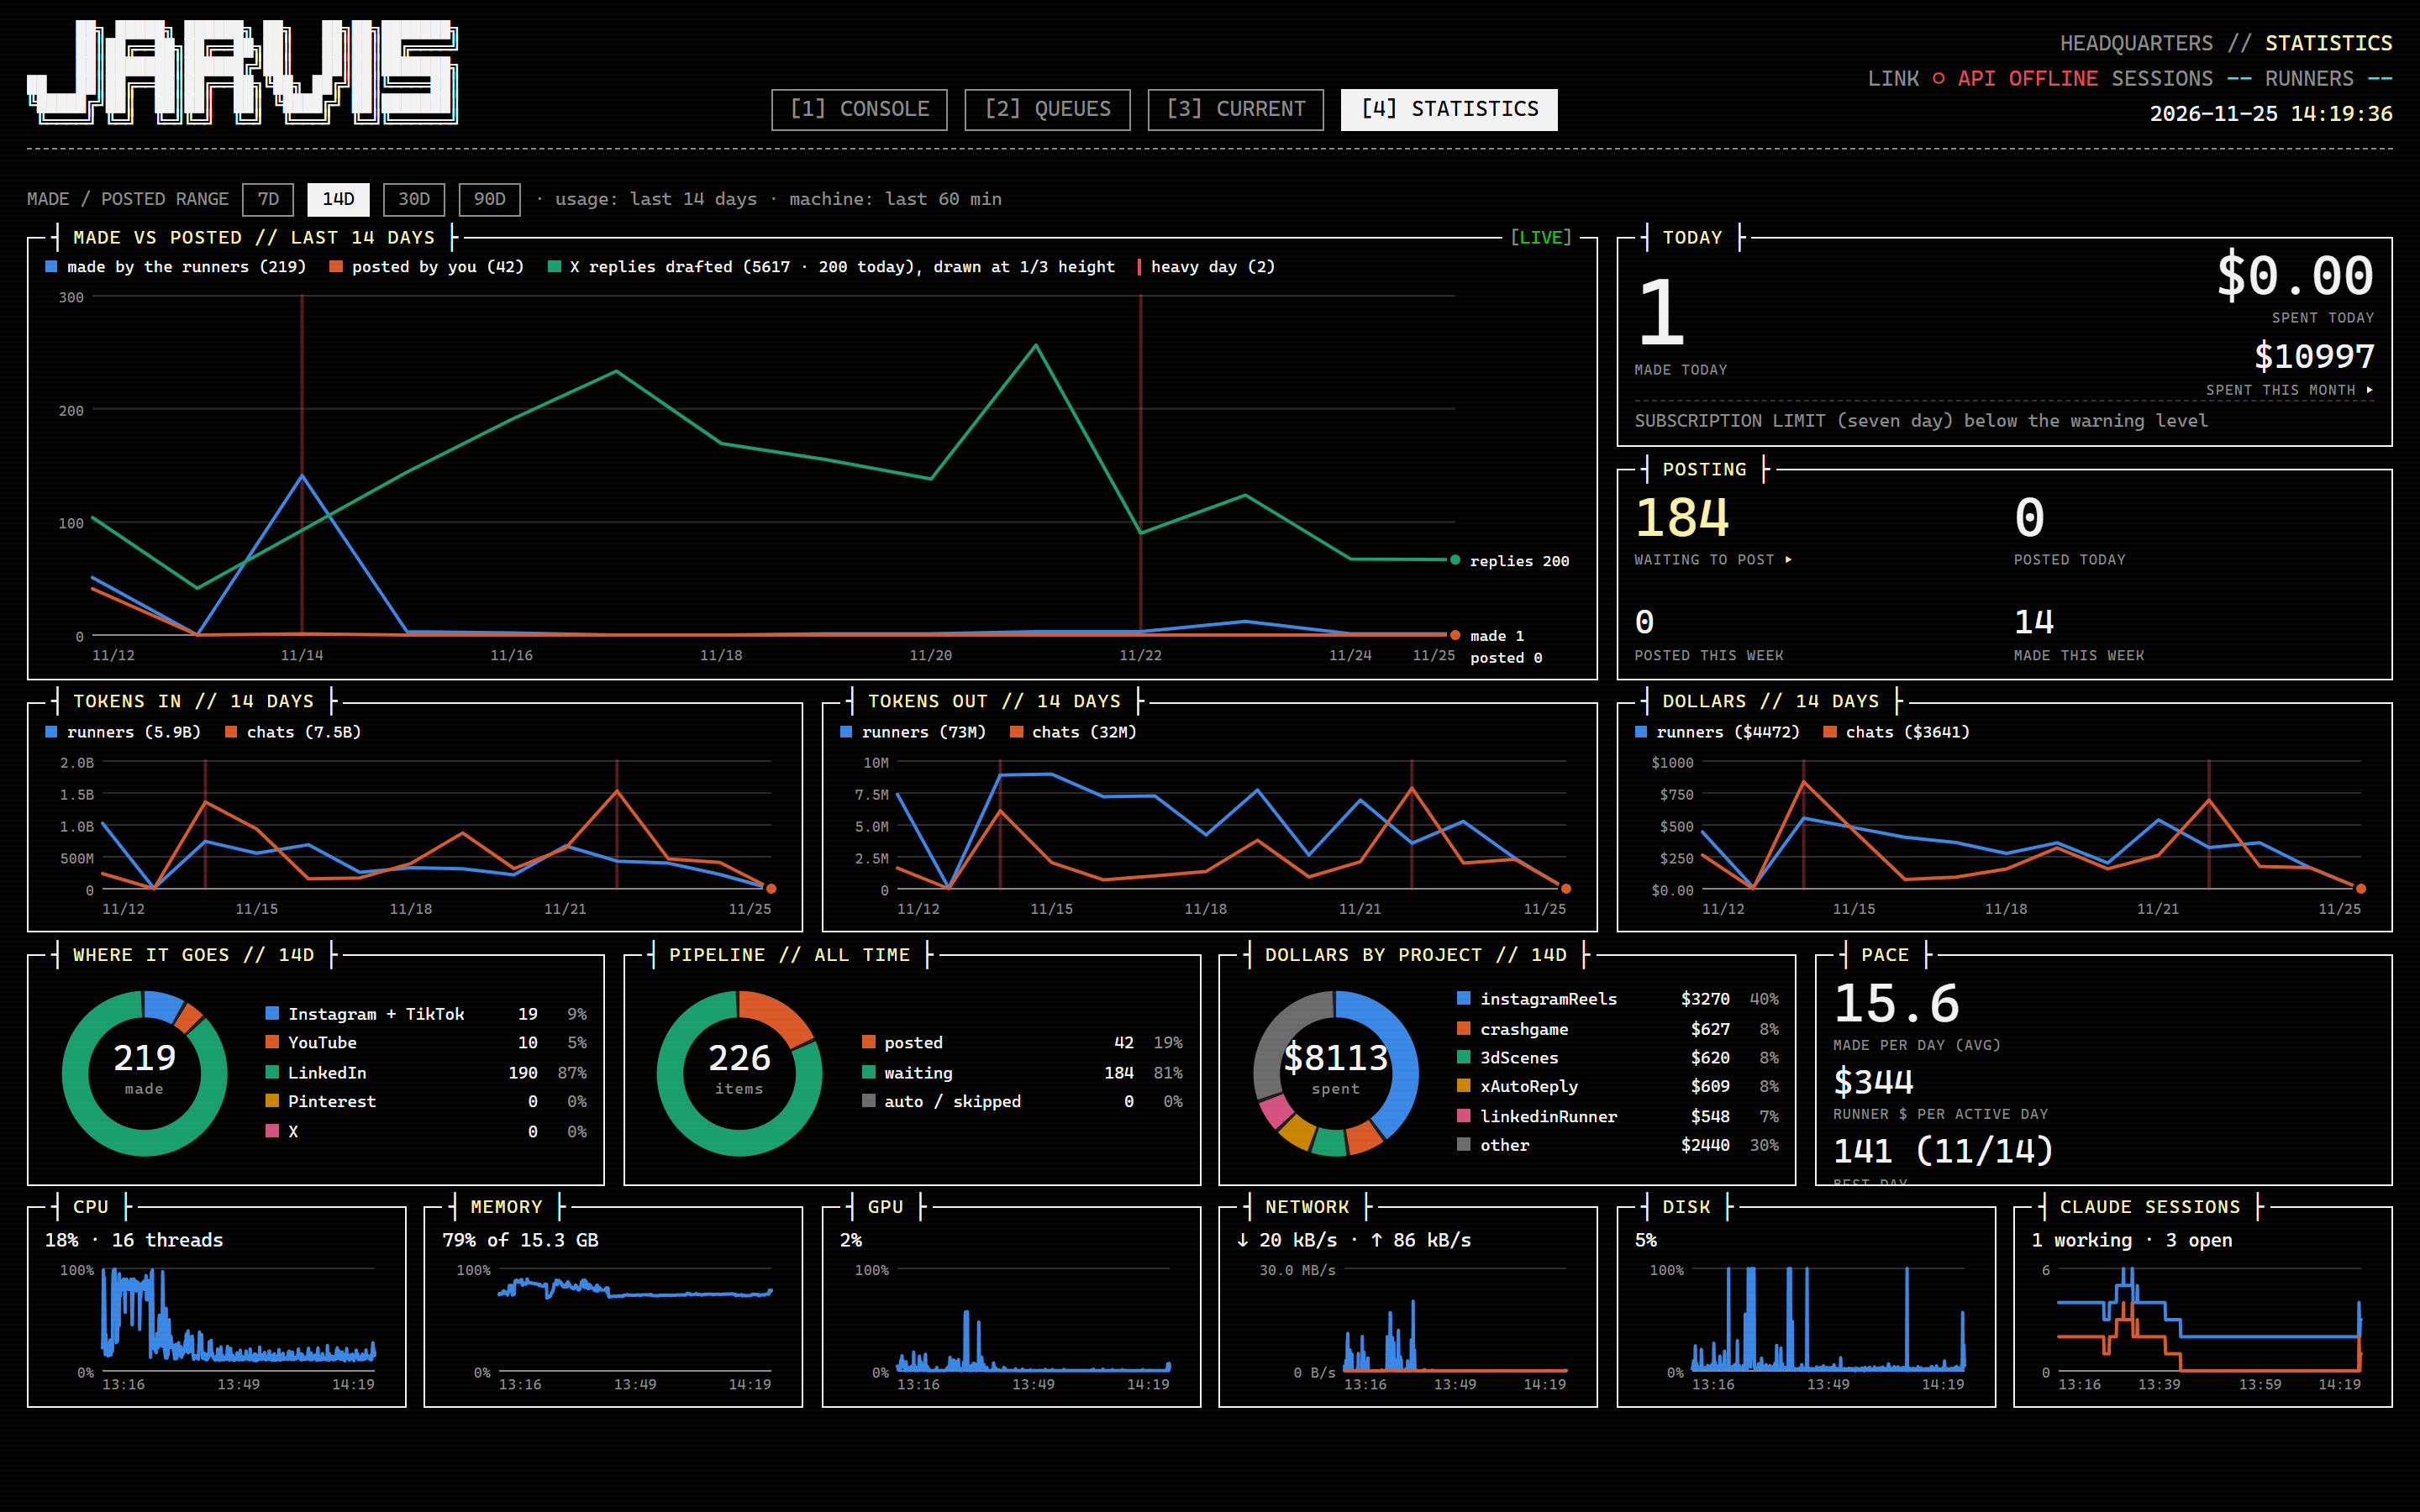 JARVIS
HEADQUARTERS // STATISTICS
LINK API OFFLINE SESSIONS -- RUNNERS --
2026-11-25 14:19:36
[1] CONSOLE [2] QUEUES [3] CURRENT [4] STATISTICS
MADE / POSTED RANGE 7D 14D 30D 90D · usage: last 14 days · machine: last 60 min
MADE VS POSTED // LAST 14 DAYS [LIVE]
made by the runners (219) posted by you (42) X replies drafted (5617 · 200 today), drawn at 1/3 height heavy day (2)
300
200
100
0
replies 200
made 1
posted 0
11/12 11/14 11/16 11/18 11/20 11/22 11/24 11/25
TODAY
1
MADE TODAY
$0.00
SPENT TODAY
$10997
SPENT THIS MONTH ▸
SUBSCRIPTION LIMIT (seven day) below the warning level
POSTING
184 0
WAITING TO POST ▸ POSTED TODAY
0 14
POSTED THIS WEEK MADE THIS WEEK
TOKENS IN // 14 DAYS
runners (5.9B) chats (7.5B)
2.0B
1.5B
1.0B
500M
0
11/12 11/15 11/18 11/21 11/25
TOKENS OUT // 14 DAYS
runners (73M) chats (32M)
10M
7.5M
5.0M
2.5M
0
11/12 11/15 11/18 11/21 11/25
DOLLARS // 14 DAYS
runners ($4472) chats ($3641)
$1000
$750
$500
$250
$0.00
11/12 11/15 11/18 11/21 11/25
WHERE IT GOES // 14D
219
made
Instagram + TikTok 19 9%
YouTube 10 5%
LinkedIn 190 87%
Pinterest 0 0%
X 0 0%
PIPELINE // ALL TIME
226
items
posted 42 19%
waiting 184 81%
auto / skipped 0 0%
DOLLARS BY PROJECT // 14D
$8113
spent
instagramReels $3270 40%
crashgame $627 8%
3dScenes $620 8%
xAutoReply $609 8%
linkedinRunner $548 7%
other $2440 30%
PACE
15.6
MADE PER DAY (AVG)
$344
RUNNER $ PER ACTIVE DAY
141 (11/14)
BEST DAY
CPU
18% · 16 threads
100%
0%
13:16 13:49 14:19
MEMORY
79% of 15.3 GB
100%
0%
13:16 13:49 14:19
GPU
2%
100%
0%
13:16 13:49 14:19
NETWORK
↓ 20 kB/s · ↑ 86 kB/s
30.0 MB/s
0 B/s
13:16 13:49 14:19
DISK
5%
100%
0%
13:16 13:49 14:19
CLAUDE SESSIONS
1 working · 3 open
6
0
13:16 13:39 13:59 14:19